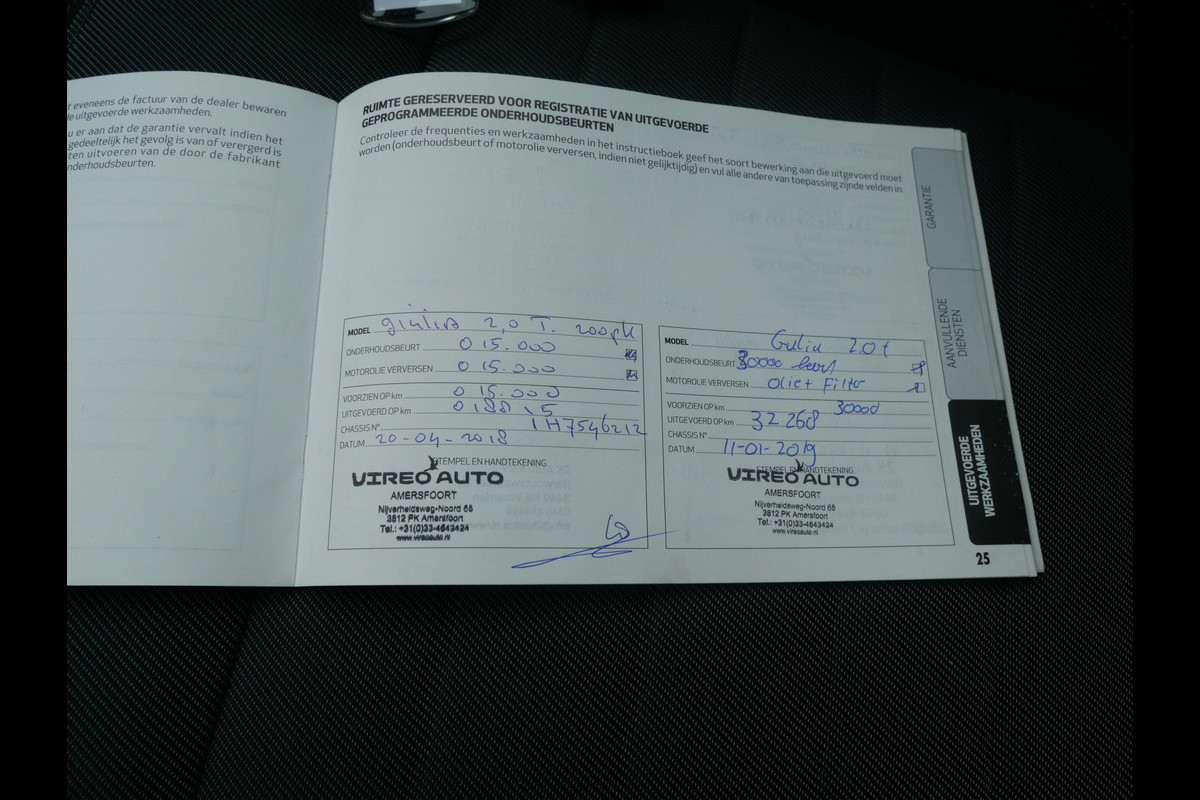 t eveneens de factuur van de dealer bewaren
le uitgevoerde werkzaamheden.
u er aan dat de garantie vervalt indien het
gedeeltelijk het gevolg is van of verergerd is
ten uitvoeren van de door de fabrikant
nderhoudsbeurten.
RUIMTE GERESERVEERD VOOR REGISTRATIE VAN UITGEVOERDE
GEPROGRAMMEERDE ONDERHOUDSBEURTEN
Controleer de frequenties en werkzaamheden in het instructieboek geef het soort bewerking aan die uitgevoerd moet
worden (onderhoudsbeurt of motorolie verversen, indien niet gelijktijdig) en vul alle andere van toepassing zijnde velden in.
MODEL giulia 2,0 T. 200pk
ONDERHOUDSBEURT 0 15.000
MOTOROLIE VERVERSEN 0 15.000
VOORZIEN OP km 0 15.000
UITGEVOERD OP km 0188 15
CHASSIS N° 1H7546212
DATUM 20-04-2018
STEMPEL EN HANDTEKENING
VIREO AUTO
AMERSFOORT
Nijverheidsweg-Noord 65
3812 PK Amersfoort
Tel.: +31(0)33-4643424
www.vireoauto.nl
MODEL Gulia 2.0t
ONDERHOUDSBEURT 30000 beurt
MOTOROLIE VERVERSEN olie+ Filter
VOORZIEN OP km 30000
UITGEVOERD OP km 32268
CHASSIS N°
DATUM 11-01-2019
STEMPEL EN HANDTEKENING
VIREO AUTO
AMERSFOORT
Nijverheidsweg-Noord 65
3812 PK Amersfoort
Tel.: +31(0)33-4643424
www.vireoauto.nl
GARANTIE
AANVULLENDE
DIENSTEN
UITGEVOERDE
WERKZAAMHEDEN
25